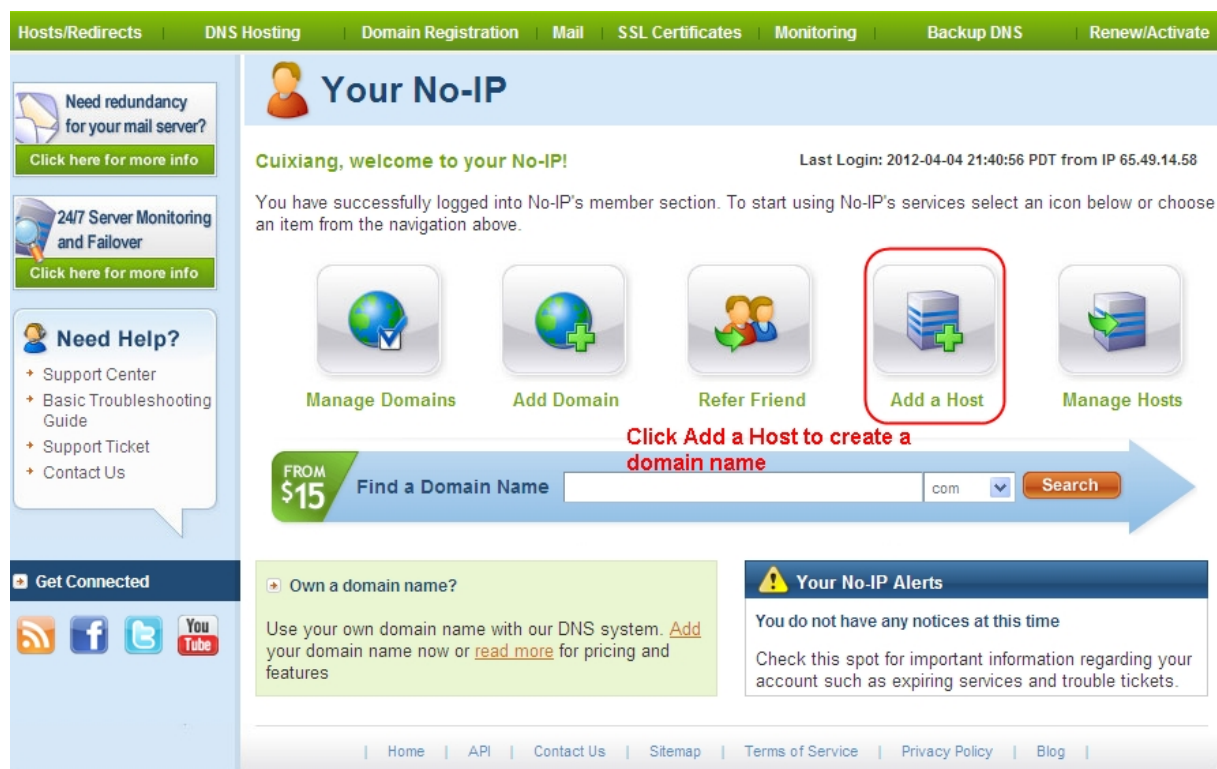 Hosts/Redirects | DNS Hosting | Domain Registration | Mail | SSL Certificates | Monitoring | Backup DNS | Renew/Activate
Need redundancy
for your mail server?
Click here for more info
24/7 Server Monitoring
and Failover
Click here for more info
Need Help?
Support Center
Basic Troubleshooting
Guide
Support Ticket
Contact Us
Get Connected
You
Tube
Your No-IP
Cuixiang, welcome to your No-IP!
Last Login: 2012-04-04 21:40:56 PDT from IP 65.49.14.58
You have successfully logged into No-IP's member section. To start using No-IP's services select an icon below or choose
an item from the navigation above.
Manage Domains
Add Domain
Refer Friend
Add a Host
Manage Hosts
Click Add a Host to create a
domain name
FROM
$15
Find a Domain Name
com
Search
Own a domain name?
Use your own domain name with our DNS system. Add
your domain name now or read more for pricing and
features
Your No-IP Alerts
You do not have any notices at this time
Check this spot for important information regarding your
account such as expiring services and trouble tickets.
| Home | API | Contact Us | Sitemap | Terms of Service | Privacy Policy | Blog |